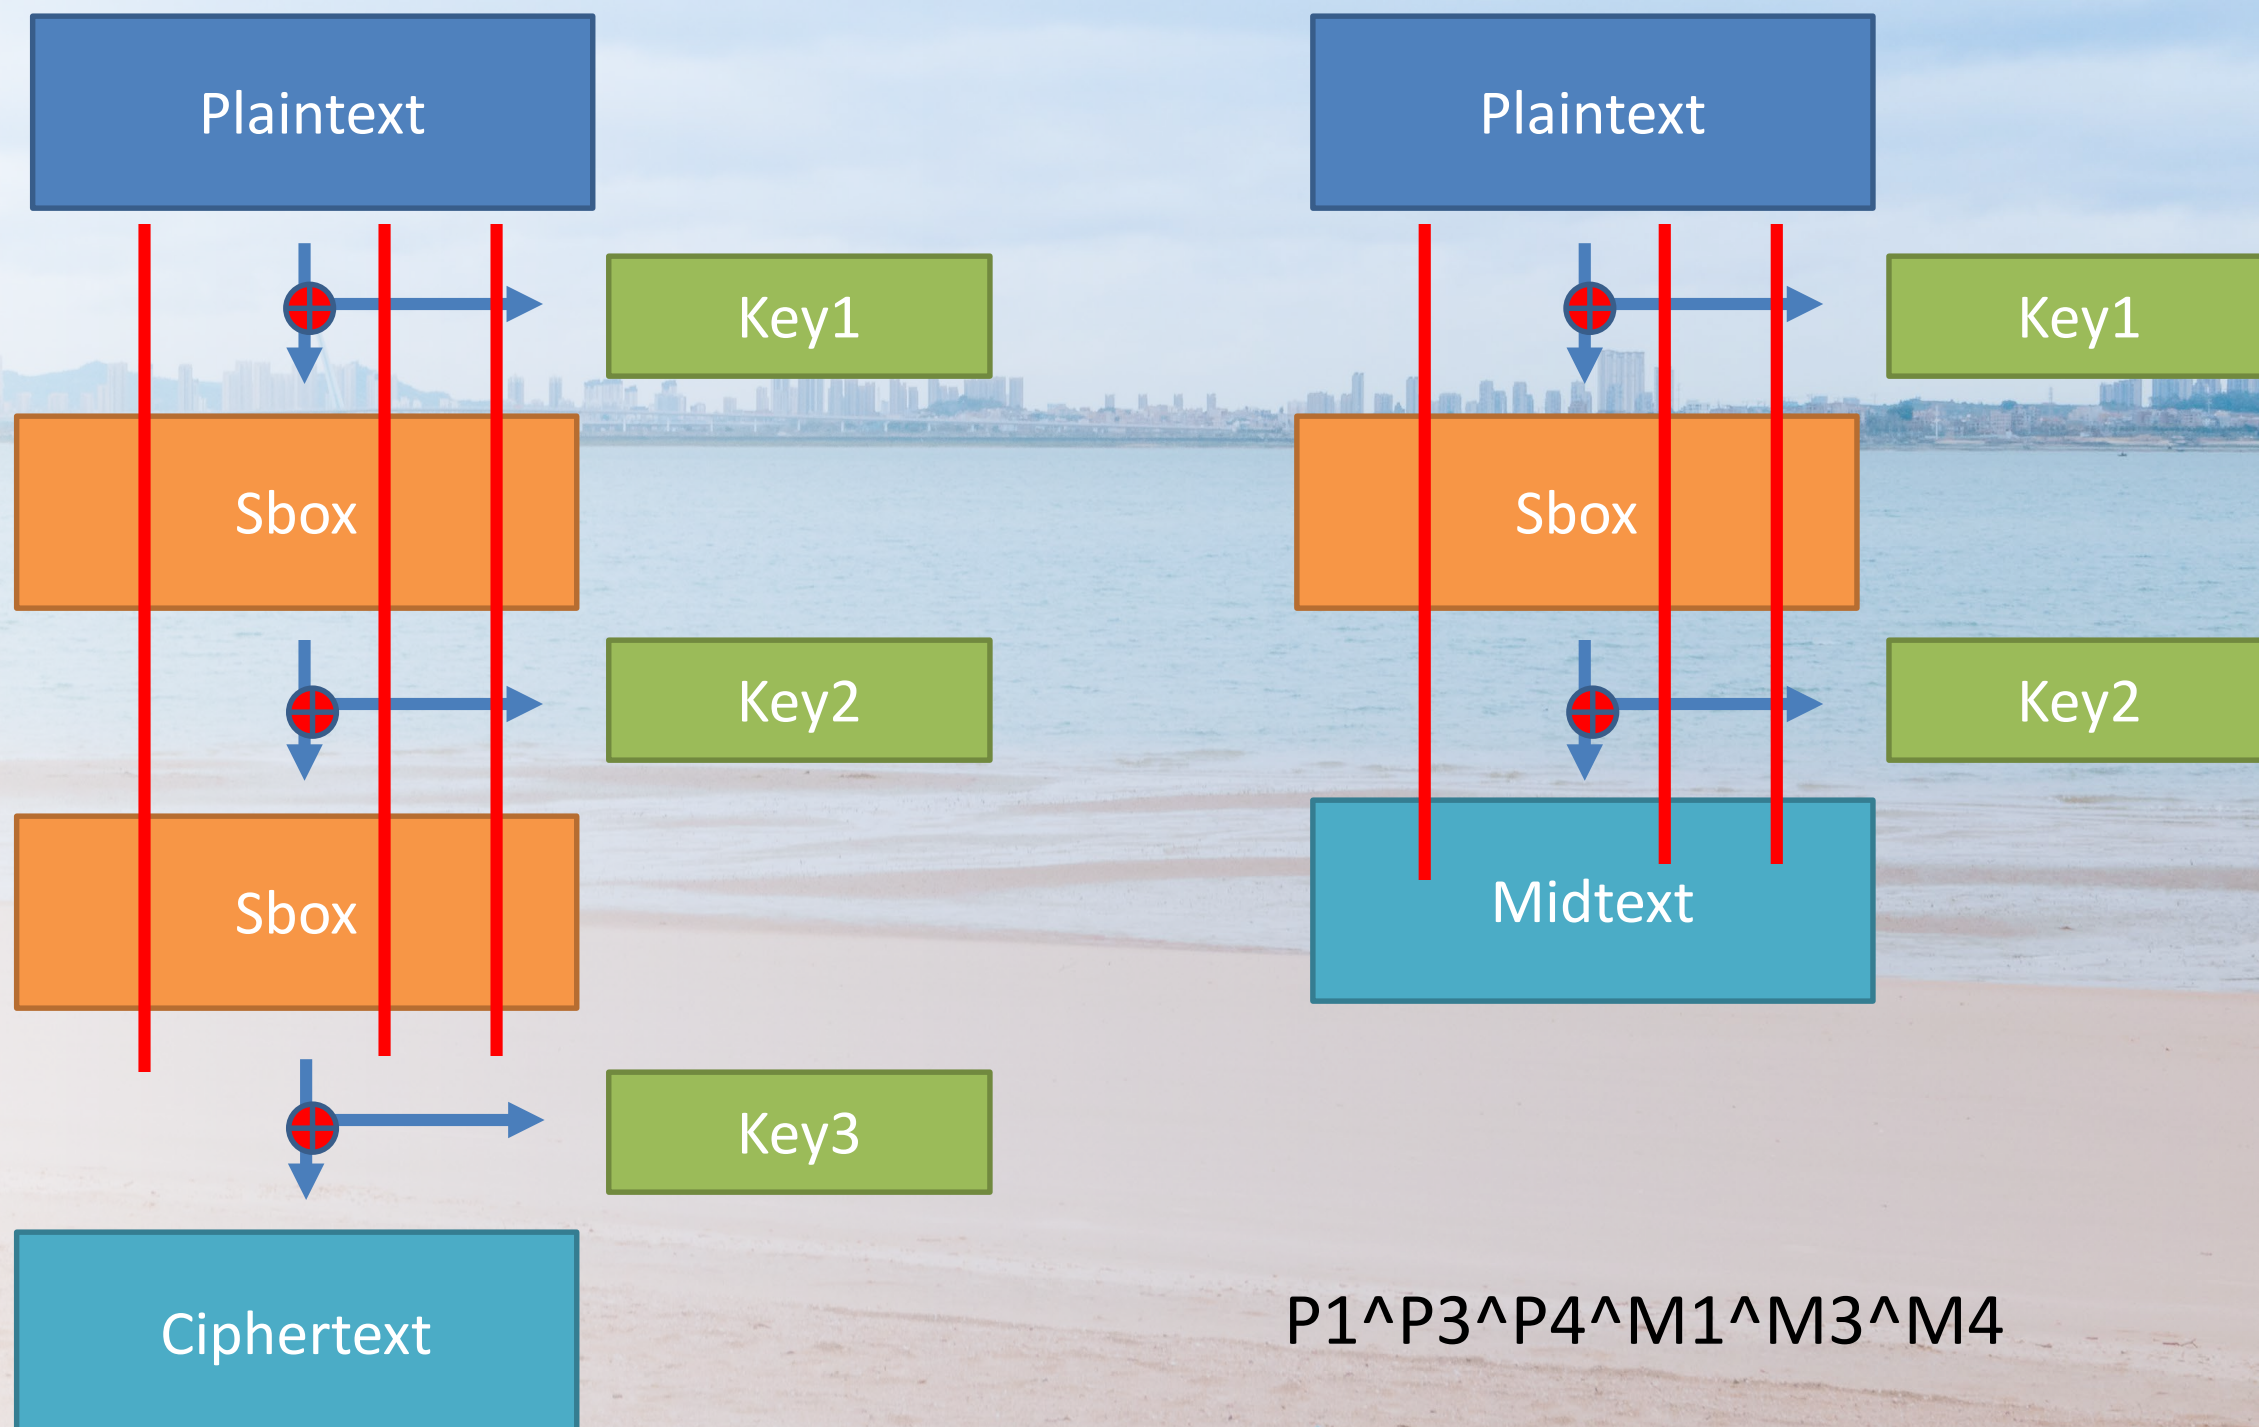 Plaintext
Key1
Sbox
Key2
Sbox
Key3
Ciphertext
Plaintext
Key1
Sbox
Key2
Midtext
P1^P3^P4^M1^M3^M4